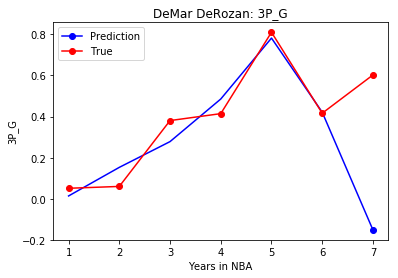 DeMar DeRozan: 3P_G
Prediction
True
3P_G
0.8
0.6
0.4
0.2
0.0
−0.2
1 2 3 4 5 6 7
Years in NBA